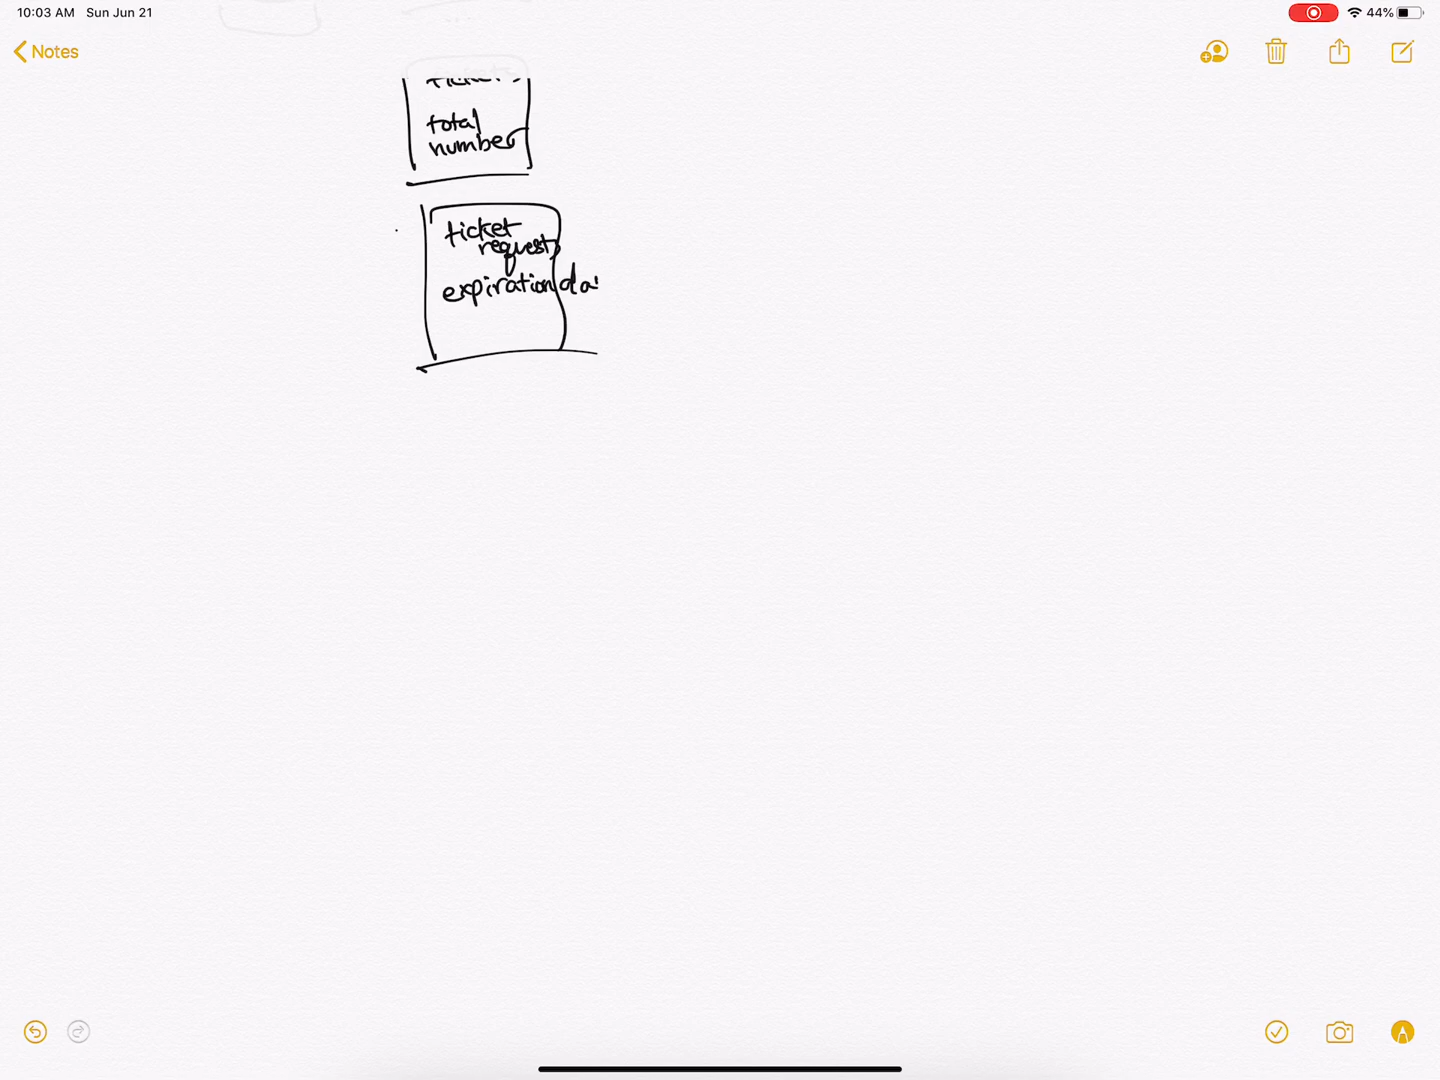 10:03 AM Sun Jun 21
44%
Notes
total
number
ticket
requests
expiration